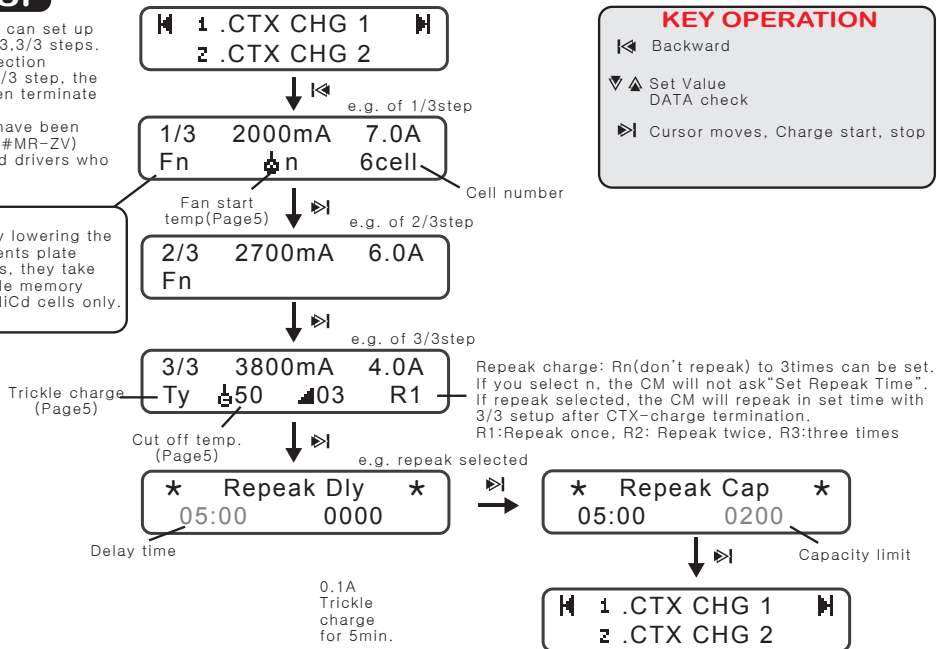 can set up
3,3/3 steps.
/3 step, the
en terminate
have been
#MR-ZV)
d drivers who
y lowering the
ents plate
s, they take
le memory
iCd cells only.
1 .CTX CHG 1
2 .CTX CHG 2
e.g. of 1/3step
1/3 2000mA 7.0A
Fn n 6cell
Cell number
Fan start
temp(Page5)
e.g. of 2/3step
2/3 2700mA 6.0A
Fn
e.g. of 3/3step
3/3 3800mA 4.0A
Ty 50 03 R1
Trickle charge
(Page5)
Cut off temp.
(Page5)
Repeak charge: Rn(don't repeak) to 3times can be set.
If you select n, the CM will not ask"Set Repeak Time".
If repeak selected, the CM will repeak in set time with
3/3 setup after CTX-charge termination.
R1:Repeak once, R2: Repeak twice, R3:three times
e.g. repeak selected
* Repeak Dly *
05:00 0000
Delay time
* Repeak Cap *
05:00 0200
Capacity limit
0.1A
Trickle
charge
for 5min.
1 .CTX CHG 1
2 .CTX CHG 2
KEY OPERATION
Backward
Set Value
DATA check
Cursor moves, Charge start, stop